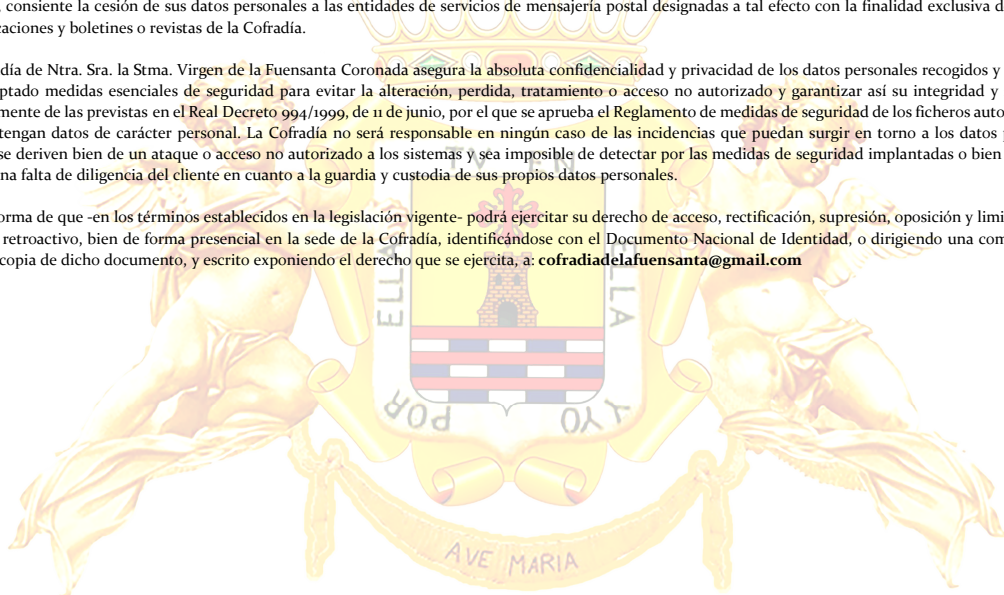 , consiente la cesión de sus datos personales a las entidades de servicios de mensajería postal designadas a tal efecto con la finalidad exclusiva d
caciones y boletines o revistas de la Cofradía.
día de Ntra. Sra. la Stma. Virgen de la Fuensanta Coronada asegura la absoluta confidencialidad y privacidad de los datos personales recogidos y
ptado medidas esenciales de seguridad para evitar la alteración, perdida, tratamiento o acceso no autorizado y garantizar así su integridad y
mente de las previstas en el Real Decreto 994/1999, de 11 de junio, por el que se aprueba el Reglamento de medidas de seguridad de los ficheros auto
tengan datos de carácter personal. La Cofradía no será responsable en ningún caso de las incidencias que puedan surgir en torno a los datos
se deriven bien de un ataque o acceso no autorizado a los sistemas y sea imposible de detectar por las medidas de seguridad implantadas o bien
na falta de diligencia del cliente en cuanto a la guardia y custodia de sus propios datos personales.
orma de que -en los términos establecidos en la legislación vigente- podrá ejercitar su derecho de acceso, rectificación, supresión, oposición y limi
retroactivo, bien de forma presencial en la sede de la Cofradía, identificándose con el Documento Nacional de Identidad, o dirigiendo una com
copia de dicho documento, y escrito exponiendo el derecho que se ejercita, a: cofradiadelafuensanta@gmail.com
TV EN
ELLA
Y YO
POR
ELLA
AVE MARIA